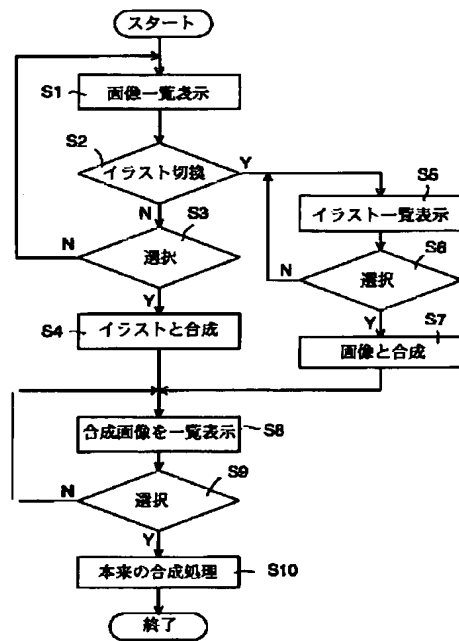 スタート
S1
画像一覧表示
S2
イラスト切換
Y
N
S3
選択
N
Y
S4
イラストと合成
S5
イラスト一覧表示
S6
選択
N
Y
S7
画像と合成
合成画像を一覧表示
S8
S9
選択
N
Y
本来の合成処理
S10
終了